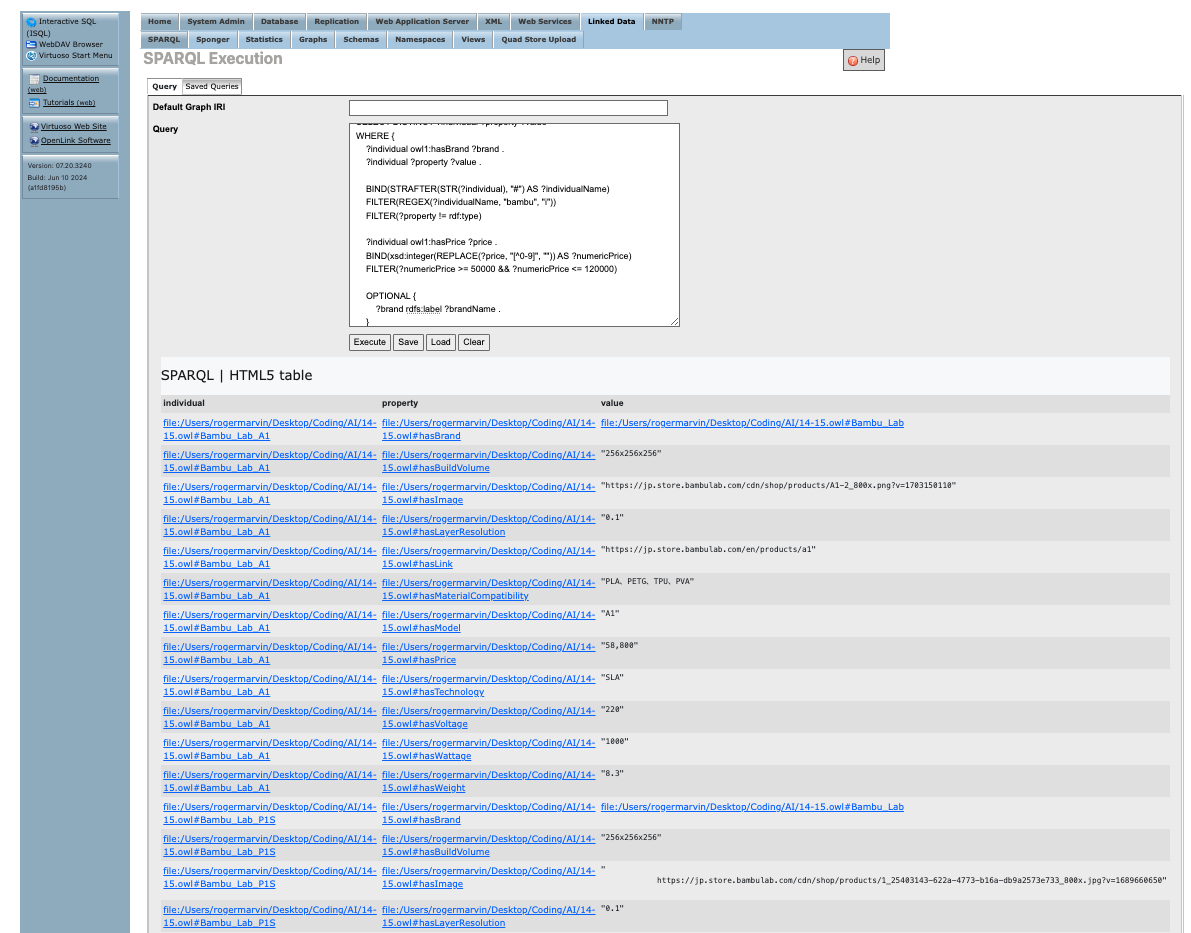 Interactive SQL
(ISQL)
WebDAV Browser
Virtuoso Start Menu
Documentation
(web)
Tutorials (web)
Virtuoso Web Site
OpenLink Software
Version: 07.20.3240
Build: Jun 10 2024
(a1fd8195b)
Home System Admin Database Replication Web Application Server XML Web Services Linked Data NNTP
SPARQL Sponger Statistics Graphs Schemas Namespaces Views Quad Store Upload
SPARQL Execution
Help
Query Saved Queries
Default Graph IRI
Query
WHERE {
?individual owl1:hasBrand ?brand .
?individual ?property ?value .
BIND(STRAFTER(STR(?individual), "#") AS ?individualName)
FILTER(REGEX(?individualName, "bambu", "i"))
FILTER(?property != rdf:type)
?individual owl1:hasPrice ?price .
BIND(xsd:integer(REPLACE(?price, "[^0-9]", "")) AS ?numericPrice)
FILTER(?numericPrice >= 50000 && ?numericPrice <= 120000)
OPTIONAL {
?brand rdfs:label ?brandName .
}
Execute Save Load Clear
SPARQL | HTML5 table
individual property value
file:/Users/rogermarvin/Desktop/Coding/AI/14- file:/Users/rogermarvin/Desktop/Coding/AI/14- file:/Users/rogermarvin/Desktop/Coding/AI/14-15.owl#Bambu_Lab
15.owl#Bambu_Lab_A1 15.owl#hasBrand
file:/Users/rogermarvin/Desktop/Coding/AI/14- file:/Users/rogermarvin/Desktop/Coding/AI/14- "256x256x256"
15.owl#Bambu_Lab_A1 15.owl#hasBuildVolume
file:/Users/rogermarvin/Desktop/Coding/AI/14- file:/Users/rogermarvin/Desktop/Coding/AI/14- "https://jp.store.bambulab.com/cdn/shop/products/A1-2_800x.png?v=1703150110"
15.owl#Bambu_Lab_A1 15.owl#hasImage
file:/Users/rogermarvin/Desktop/Coding/AI/14- file:/Users/rogermarvin/Desktop/Coding/AI/14- "0.1"
15.owl#Bambu_Lab_A1 15.owl#hasLayerResolution
file:/Users/rogermarvin/Desktop/Coding/AI/14- file:/Users/rogermarvin/Desktop/Coding/AI/14- "https://jp.store.bambulab.com/en/products/a1"
15.owl#Bambu_Lab_A1 15.owl#hasLink
file:/Users/rogermarvin/Desktop/Coding/AI/14- file:/Users/rogermarvin/Desktop/Coding/AI/14- "PLA、PETG、TPU、PVA"
15.owl#Bambu_Lab_A1 15.owl#hasMaterialCompatibility
file:/Users/rogermarvin/Desktop/Coding/AI/14- file:/Users/rogermarvin/Desktop/Coding/AI/14- "A1"
15.owl#Bambu_Lab_A1 15.owl#hasModel
file:/Users/rogermarvin/Desktop/Coding/AI/14- file:/Users/rogermarvin/Desktop/Coding/AI/14- "58,800"
15.owl#Bambu_Lab_A1 15.owl#hasPrice
file:/Users/rogermarvin/Desktop/Coding/AI/14- file:/Users/rogermarvin/Desktop/Coding/AI/14- "SLA"
15.owl#Bambu_Lab_A1 15.owl#hasTechnology
file:/Users/rogermarvin/Desktop/Coding/AI/14- file:/Users/rogermarvin/Desktop/Coding/AI/14- "220"
15.owl#Bambu_Lab_A1 15.owl#hasVoltage
file:/Users/rogermarvin/Desktop/Coding/AI/14- file:/Users/rogermarvin/Desktop/Coding/AI/14- "1000"
15.owl#Bambu_Lab_A1 15.owl#hasWattage
file:/Users/rogermarvin/Desktop/Coding/AI/14- file:/Users/rogermarvin/Desktop/Coding/AI/14- "8.3"
15.owl#Bambu_Lab_A1 15.owl#hasWeight
file:/Users/rogermarvin/Desktop/Coding/AI/14- file:/Users/rogermarvin/Desktop/Coding/AI/14- file:/Users/rogermarvin/Desktop/Coding/AI/14-15.owl#Bambu_Lab
15.owl#Bambu_Lab_P1S 15.owl#hasBrand
file:/Users/rogermarvin/Desktop/Coding/AI/14- file:/Users/rogermarvin/Desktop/Coding/AI/14- "256x256x256"
15.owl#Bambu_Lab_P1S 15.owl#hasBuildVolume
file:/Users/rogermarvin/Desktop/Coding/AI/14- file:/Users/rogermarvin/Desktop/Coding/AI/14- "
15.owl#Bambu_Lab_P1S 15.owl#hasImage https://jp.store.bambulab.com/cdn/shop/products/1_25403143-622a-4773-b16a-db9a2573e733_800x.jpg?v=1689660650"
file:/Users/rogermarvin/Desktop/Coding/AI/14- file:/Users/rogermarvin/Desktop/Coding/AI/14- "0.1"
15.owl#Bambu_Lab_P1S 15.owl#hasLayerResolution